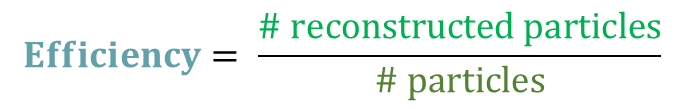 Efficiency = # reconstructed particles
# particles